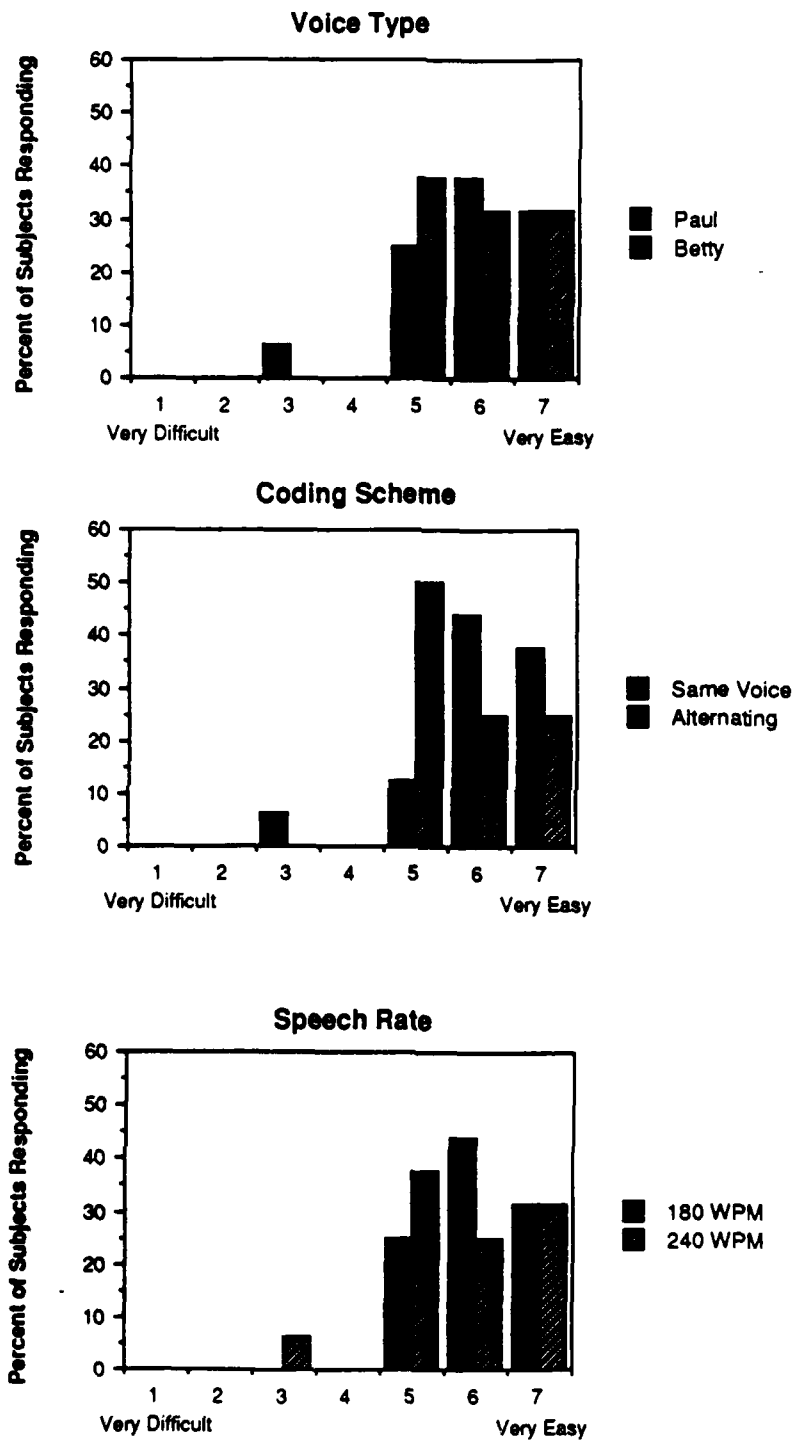 Voice Type
Percent of Subjects Responding
60
50
40
30
20
10
0
1 2 3 4 5 6 7
Very Difficult Very Easy
Paul
Betty
Coding Scheme
Percent of Subjects Responding
60
50
40
30
20
10
0
1 2 3 4 5 6 7
Very Difficult Very Easy
Same Voice
Alternating
Speech Rate
Percent of Subjects Responding
60
50
40
30
20
10
0
1 2 3 4 5 6 7
Very Difficult Very Easy
180 WPM
240 WPM